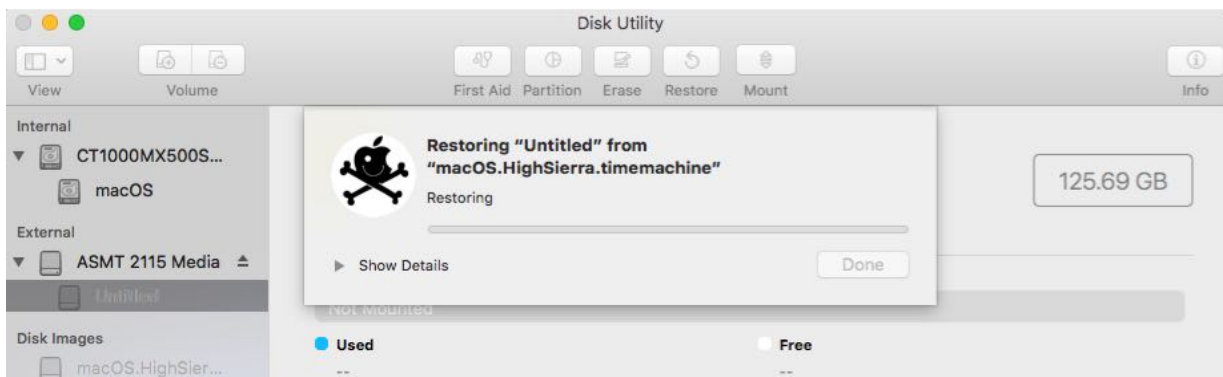 Disk Utility
View
Volume
First Aid
Partition
Erase
Restore
Mount
Info
Internal
CT1000MX500S...
macOS
External
ASMT 2115 Media
Untitled
Disk Images
macOS.HighSier...
Restoring “Untitled” from
“macOS.HighSierra.timemachine”
Restoring
Show Details
Done
125.69 GB
Not Mounted
Used
Free
--
--